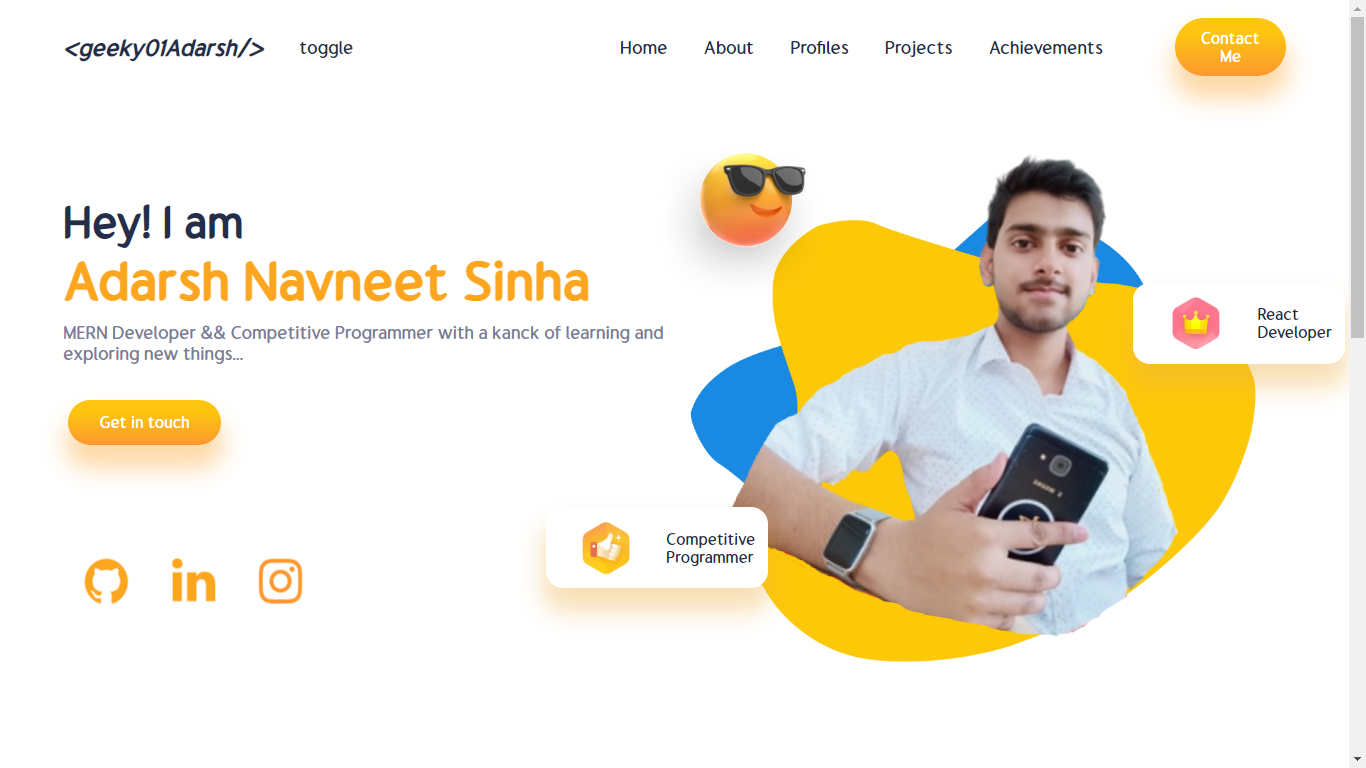 <geeky01Adarsh/>
toggle
Home
About
Profiles
Projects
Achievements
Contact
Me
Hey! I am
Adarsh Navneet Sinha
MERN Developer && Competitive Programmer with a kanck of learning and
exploring new things...
Get in touch
React
Developer
Competitive
Programmer
in